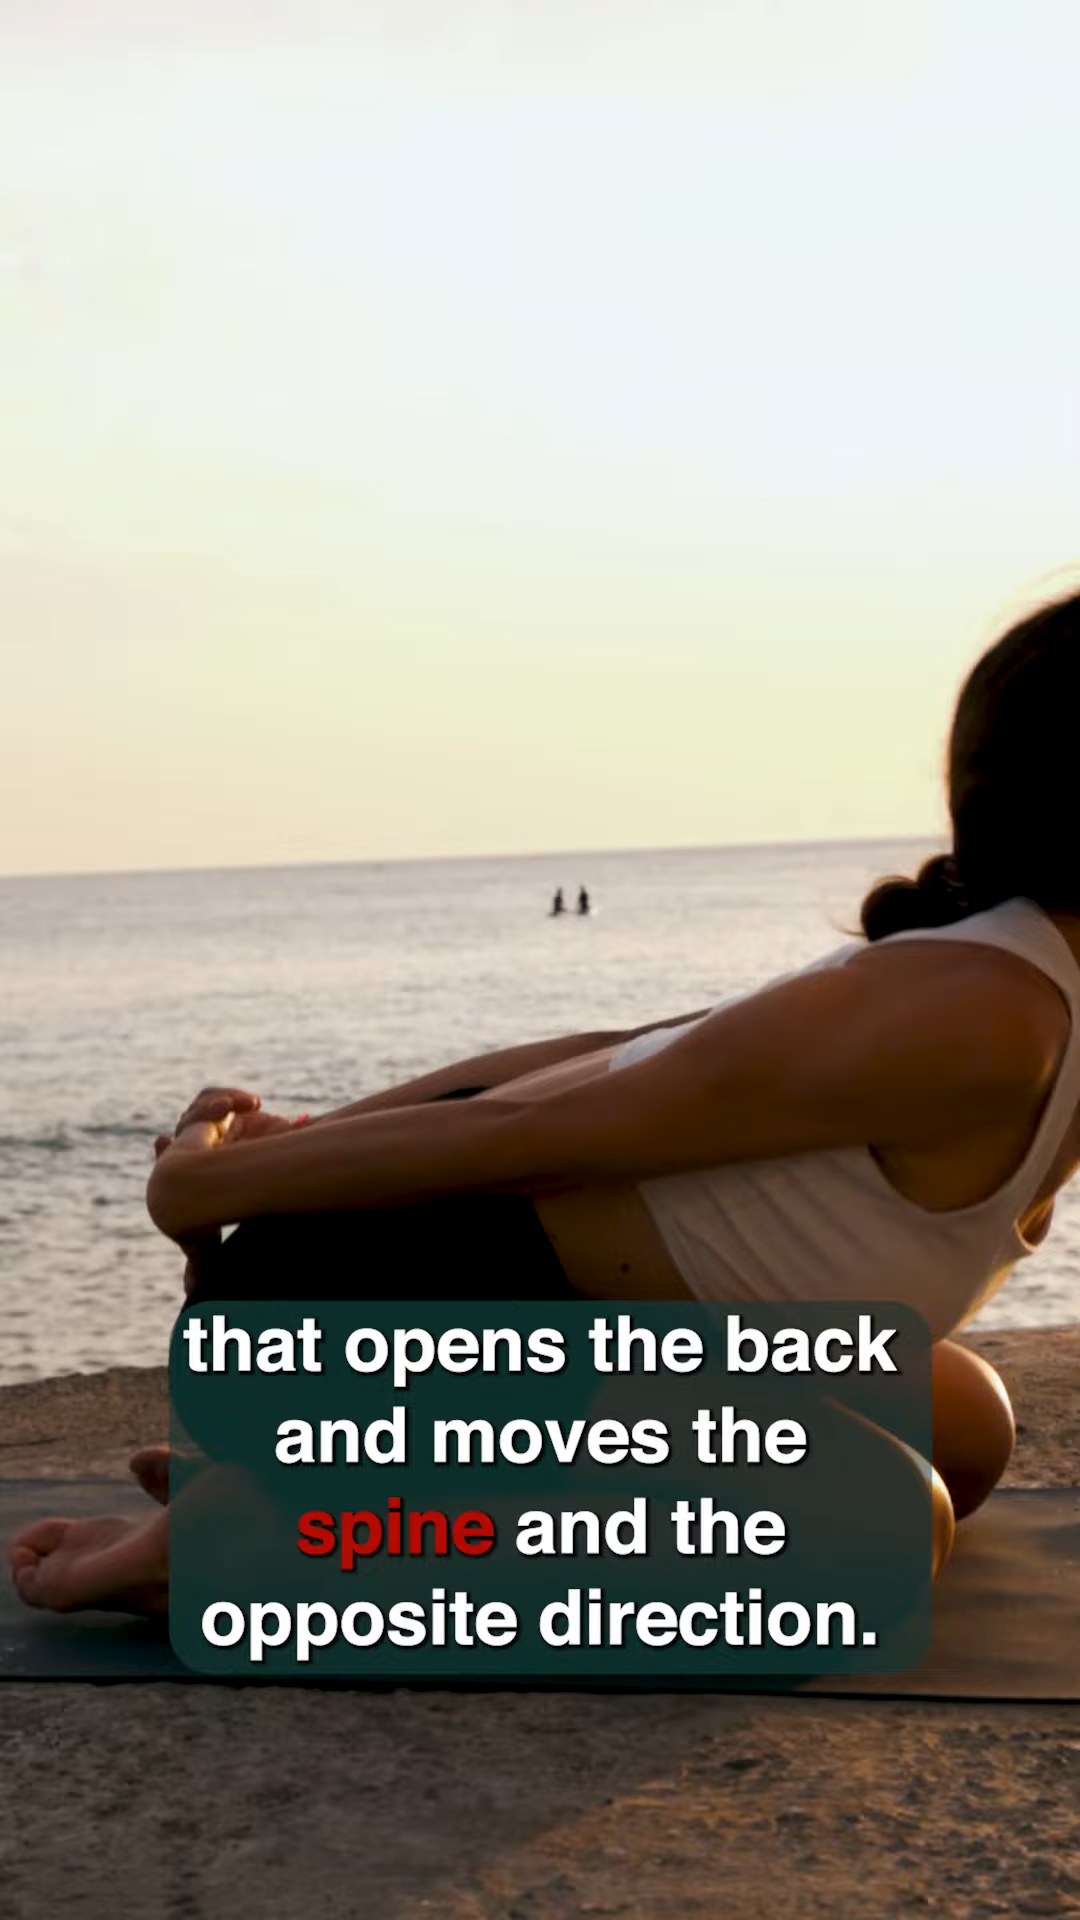 that opens the back
and moves the
spine and the
opposite direction.